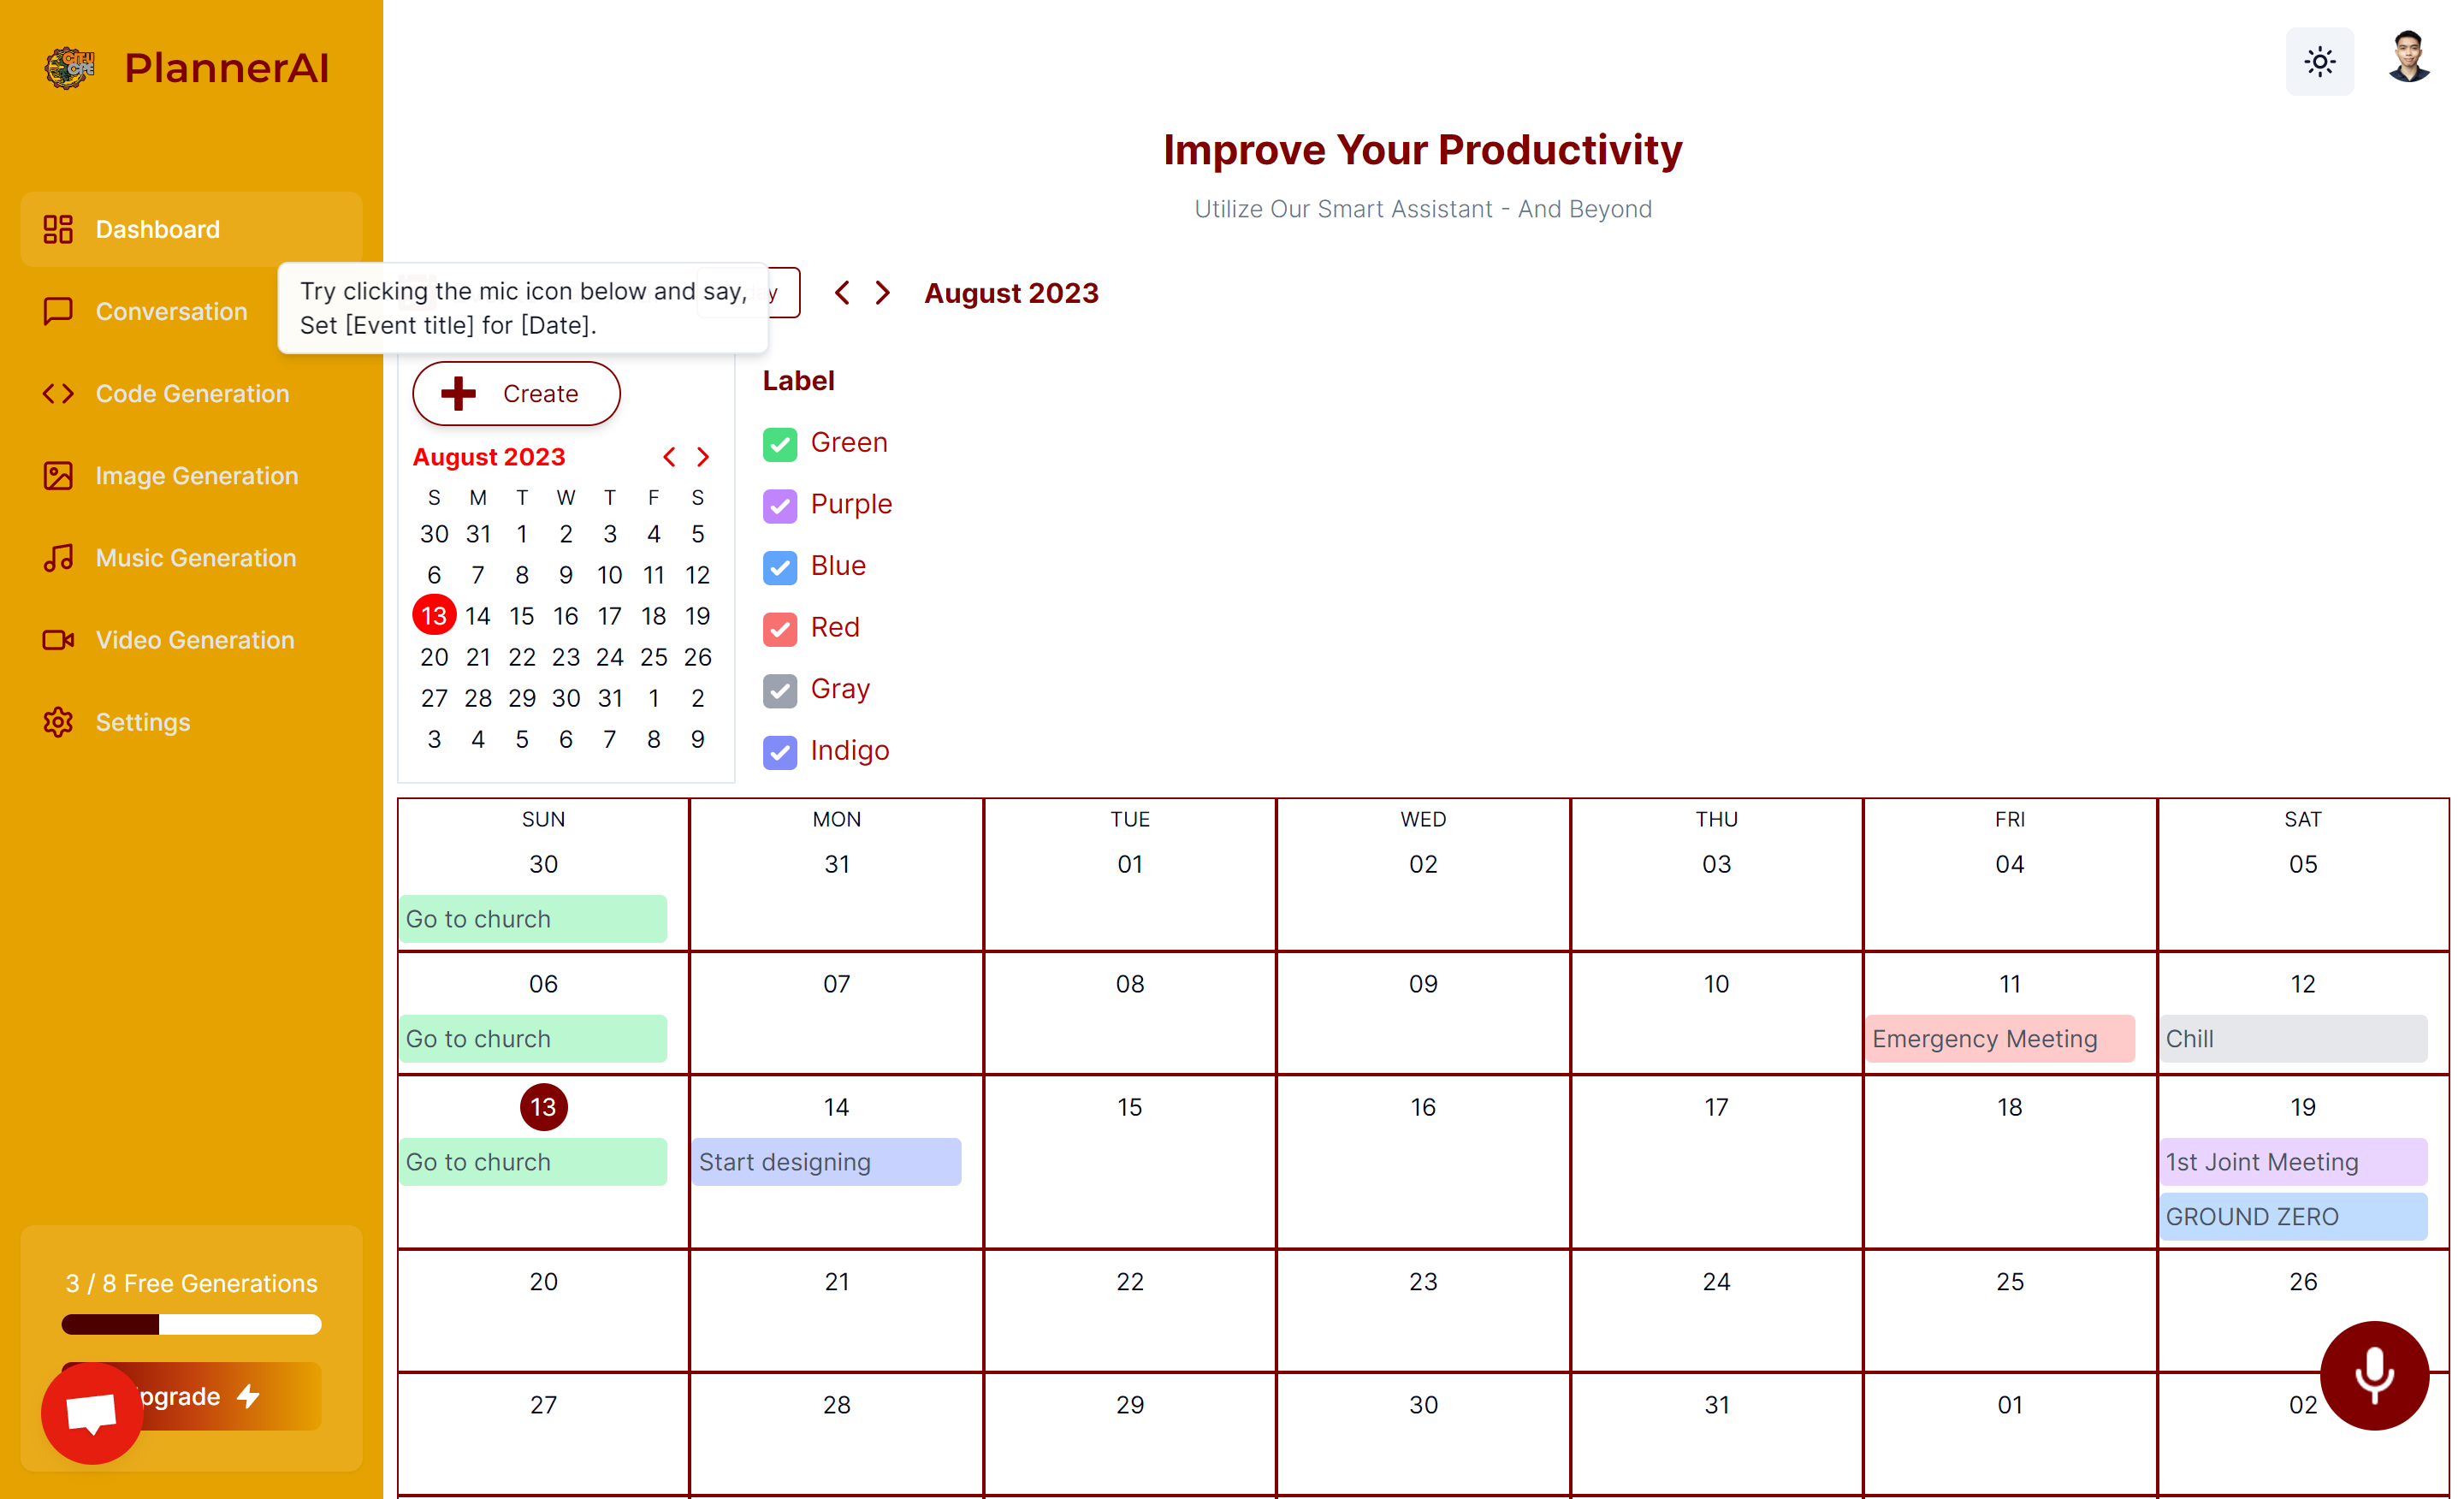 CITU
CPE
PlannerAI
Dashboard
Conversation
Code Generation
Image Generation
Music Generation
Video Generation
Settings
3 / 8 Free Generations
pgrade
Improve Your Productivity
Utilize Our Smart Assistant - And Beyond
Try clicking the mic icon below and say,
Set [Event title] for [Date].
y
August 2023
Create
August 2023
S M T W T F S
30 31 1 2 3 4 5
6 7 8 9 10 11 12
13 14 15 16 17 18 19
20 21 22 23 24 25 26
27 28 29 30 31 1 2
3 4 5 6 7 8 9
Label
Green
Purple
Blue
Red
Gray
Indigo
SUN MON TUE WED THU FRI SAT
30 31 01 02 03 04 05
Go to church
06 07 08 09 10 11 12
Go to church Emergency Meeting Chill
13 14 15 16 17 18 19
Go to church Start designing 1st Joint Meeting
GROUND ZERO
20 21 22 23 24 25 26
27 28 29 30 31 01 02